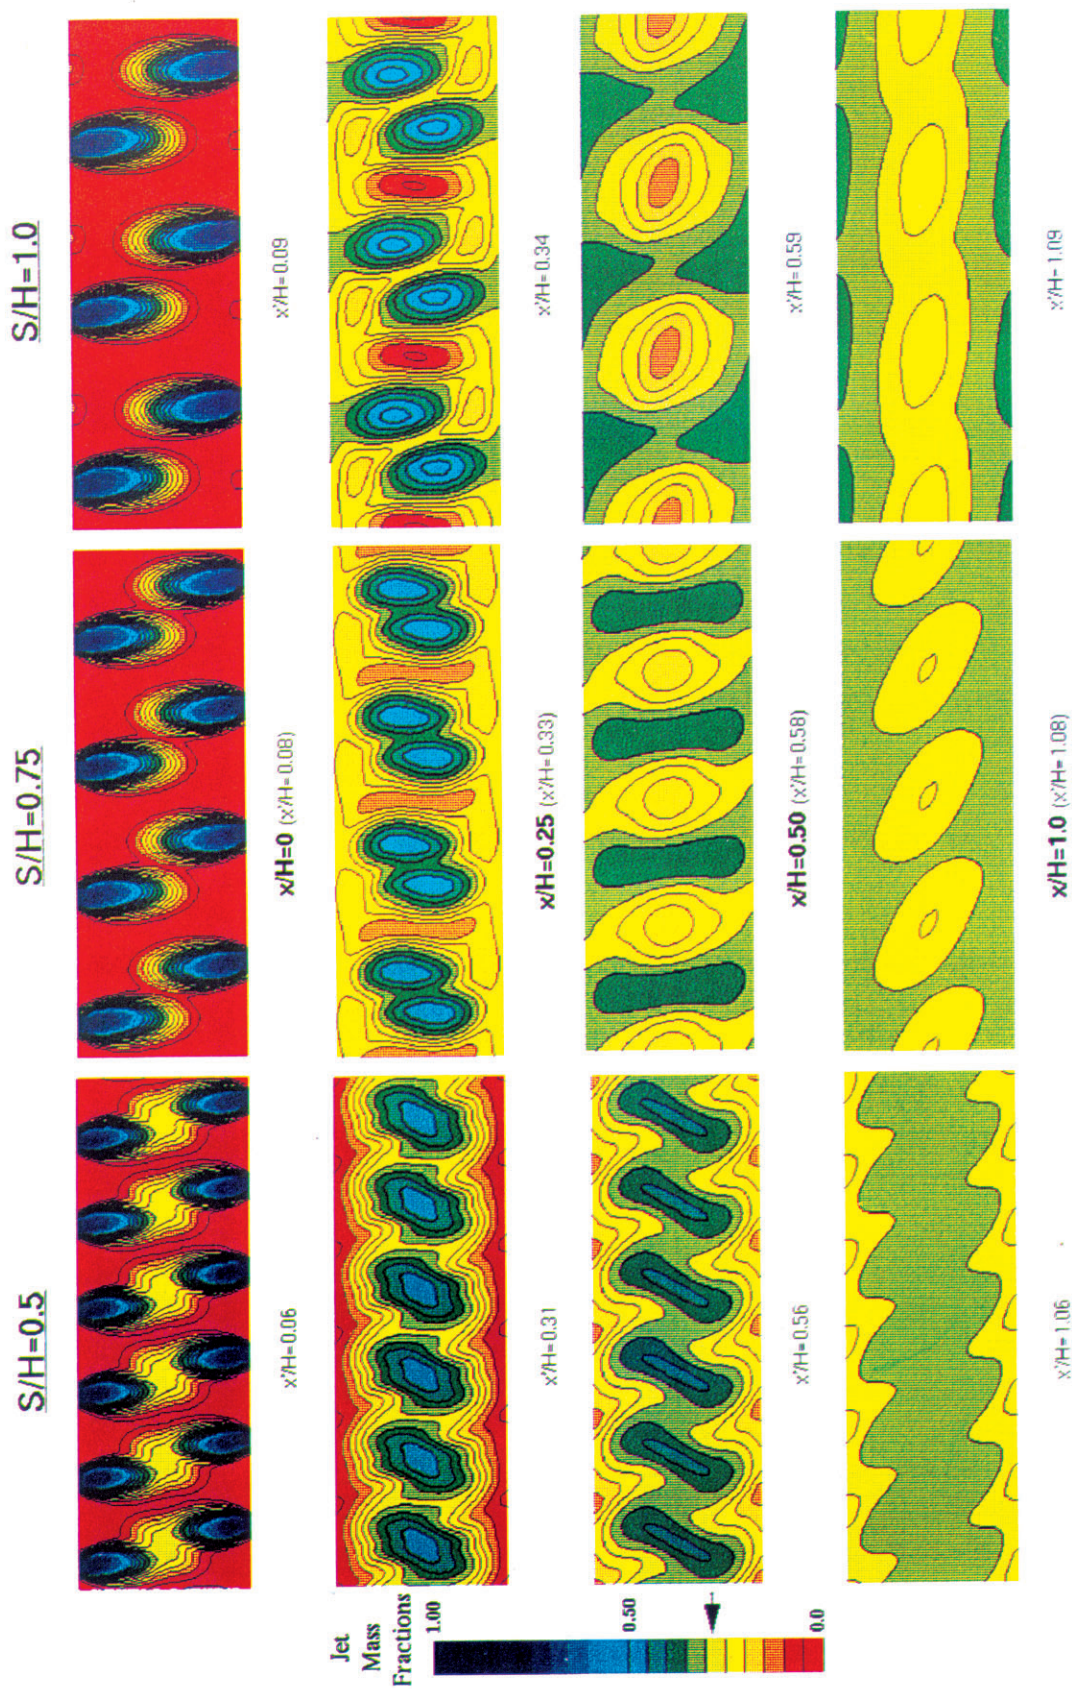 S/H=0.5
S/H=0.75
S/H=1.0
x'/H=0.06
x/H=0 (x'/H=0.08)
x'/H=0.09
Jet
Mass
Fractions
1.00
0.50
0.0
x'/H=0.31
x/H=0.25 (x'/H=0.33)
x'/H=0.34
x'/H=0.56
x/H=0.50 (x'/H=0.58)
x'/H=0.59
x'/H=1.06
x/H=1.0 (x'/H=1.08)
x'/H=1.09